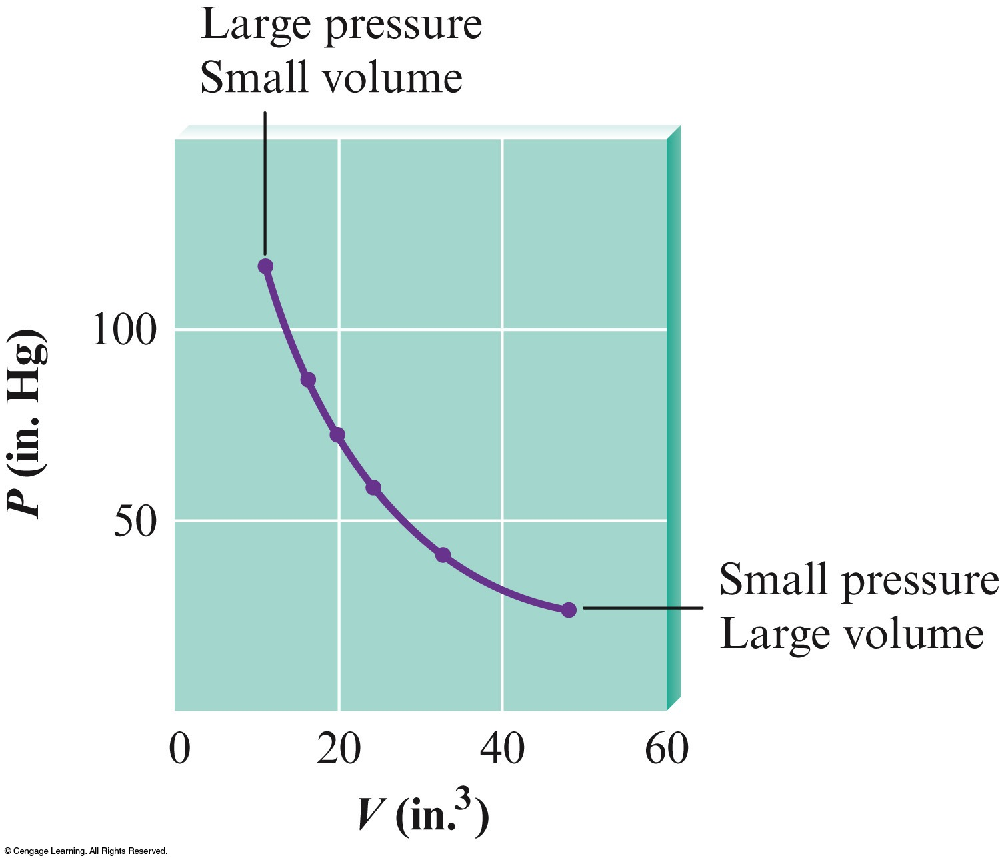 Large pressure
Small volume
100
50
P (in. Hg)
Small pressure
Large volume
0 20 40 60
V (in.³)
© Cengage Learning. All Rights Reserved.